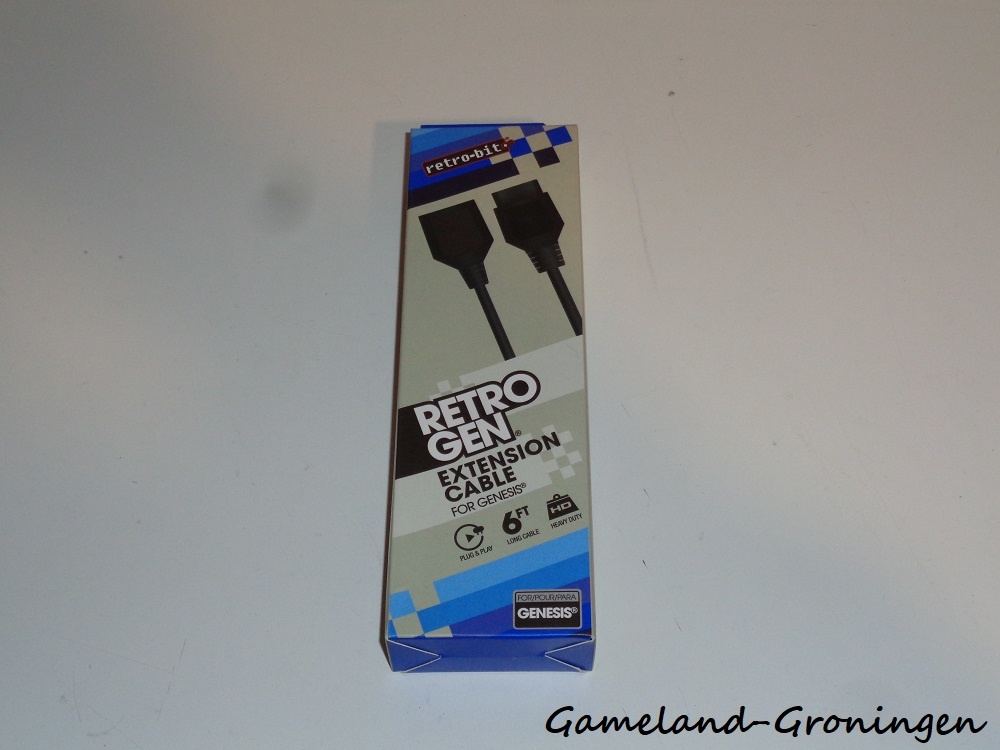 retro-bit
RETRO
GEN®
EXTENSION
CABLE
FOR GENESIS®
PLUG & PLAY
6FT
LONG CABLE
HD
HEAVY DUTY
FOR/POUR/PARA
GENESIS®
Gameland-Groningen